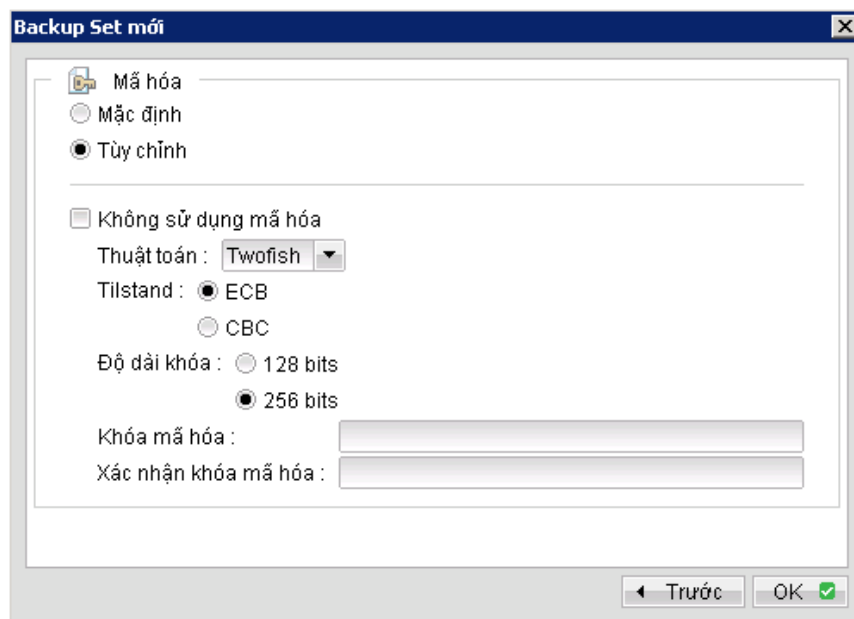 Backup Set mới
Mã hóa
Mặc định
Tùy chỉnh
Không sử dụng mã hóa
Thuật toán : Twofish
Tilstand : ECB
CBC
Độ dài khóa : 128 bits
256 bits
Khóa mã hóa :
Xác nhận khóa mã hóa :
Trước OK